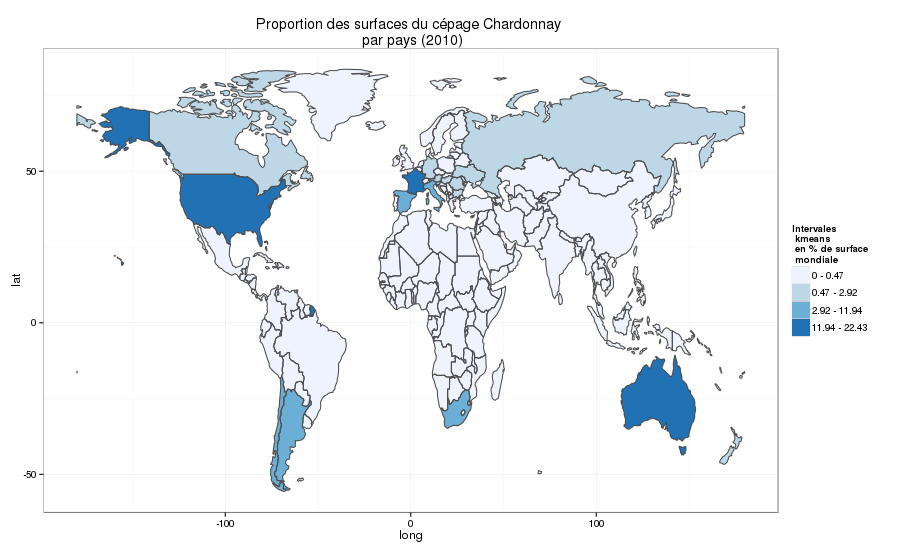 Proportion des surfaces du cépage Chardonnay
par pays (2010)
lat
50
0
-50
-100
0
100
long
Intervales
kmeans
en % de surface
mondiale
0 - 0.47
0.47 - 2.92
2.92 - 11.94
11.94 - 22.43